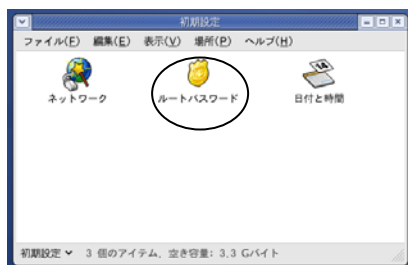 初期設定
ファイル(F) 編集(E) 表示(V) 場所(P) ヘルプ(H)
ネットワーク ルートパスワード 日付と時間
初期設定 3 個のアイテム, 空き容量: 3.3 Gバイト